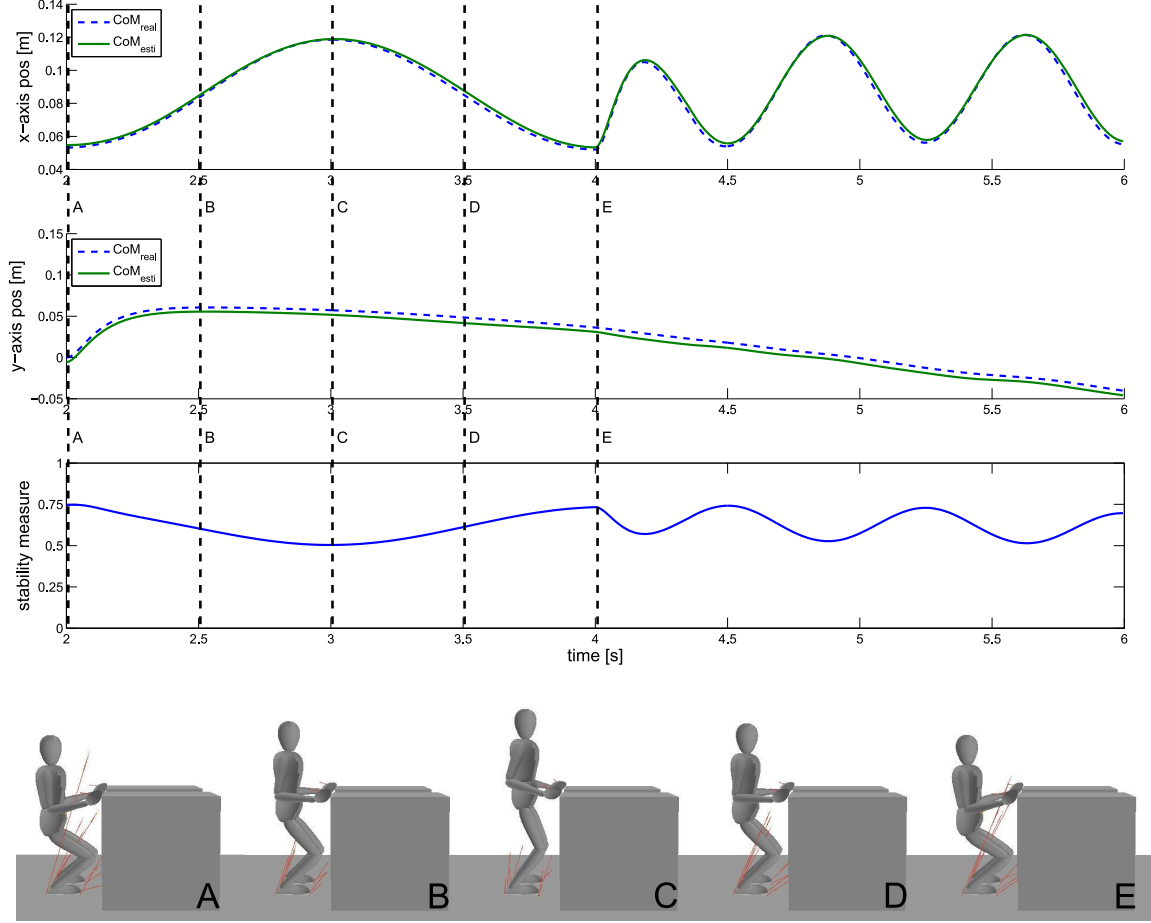 0.14
0.12
0.1
0.08
0.06
0.04
x−axis pos [m]
CoM_real
CoM_esti
2 2.5 3 3.5 4 4.5 5 5.5 6
A B C D E
0.15
0.1
0.05
0
−0.05
y−axis pos [m]
CoM_real
CoM_esti
2 2.5 3 3.5 4 4.5 5 5.5 6
A B C D E
1
0.75
0.5
0.25
0
stability measure
2 2.5 3 3.5 4 4.5 5 5.5 6
time [s]
A B C D E